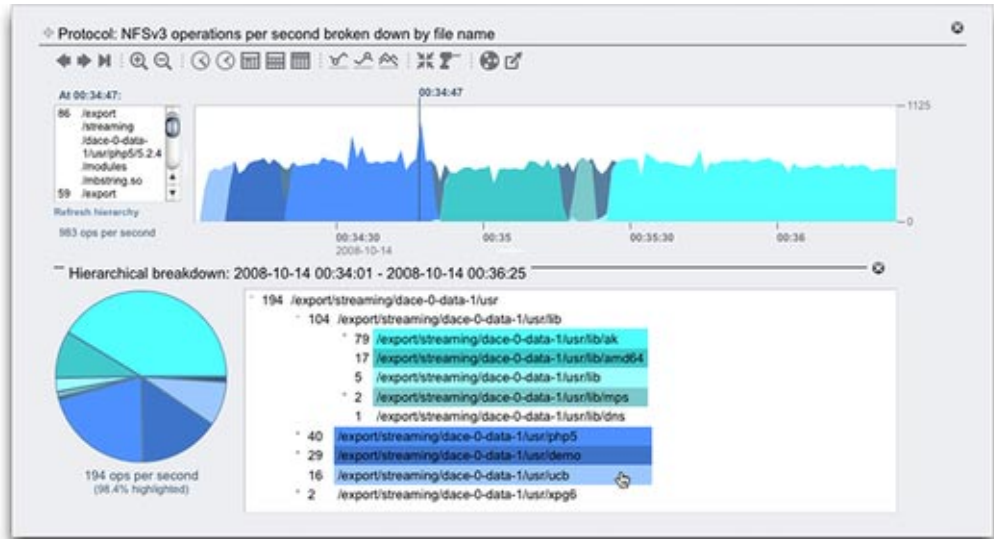 Protocol: NFSv3 operations per second broken down by file name
At 00:34:47:
00:34:47
86 /export
/streaming
/dace-0-data-
1/usr/php5/5.2.4
/modules
/mbstring.so
59 /export
Refresh hierarchy
983 ops per second
1125
0
00:34:30
2008-10-14
00:35
00:35:30
00:36
Hierarchical breakdown: 2008-10-14 00:34:01 - 2008-10-14 00:36:25
194 /export/streaming/dace-0-data-1/usr
104 /export/streaming/dace-0-data-1/usr/lib
79 /export/streaming/dace-0-data-1/usr/lib/ak
17 /export/streaming/dace-0-data-1/usr/lib/amd64
5 /export/streaming/dace-0-data-1/usr/lib
2 /export/streaming/dace-0-data-1/usr/lib/mps
1 /export/streaming/dace-0-data-1/usr/lib/dns
40 /export/streaming/dace-0-data-1/usr/php5
29 /export/streaming/dace-0-data-1/usr/demo
16 /export/streaming/dace-0-data-1/usr/ucb
2 /export/streaming/dace-0-data-1/usr/xpg6
194 ops per second
(98.4% highlighted)